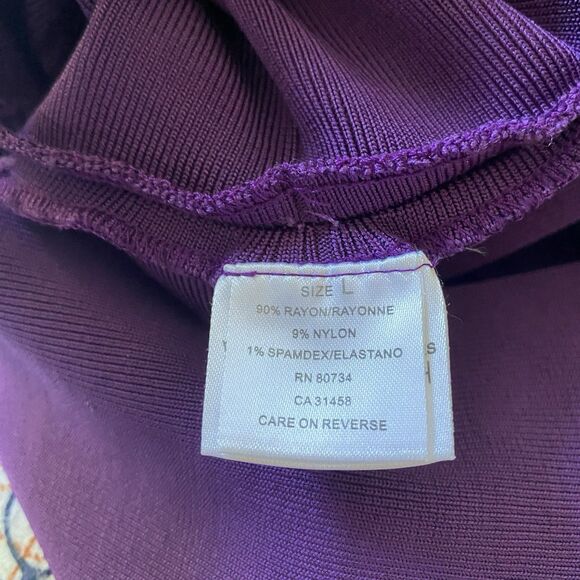 SIZE L
90% RAYON/RAYONNE
9% NYLON
1% SPAMDEX/ELASTANO
RN 80734
CA 31458
CARE ON REVERSE